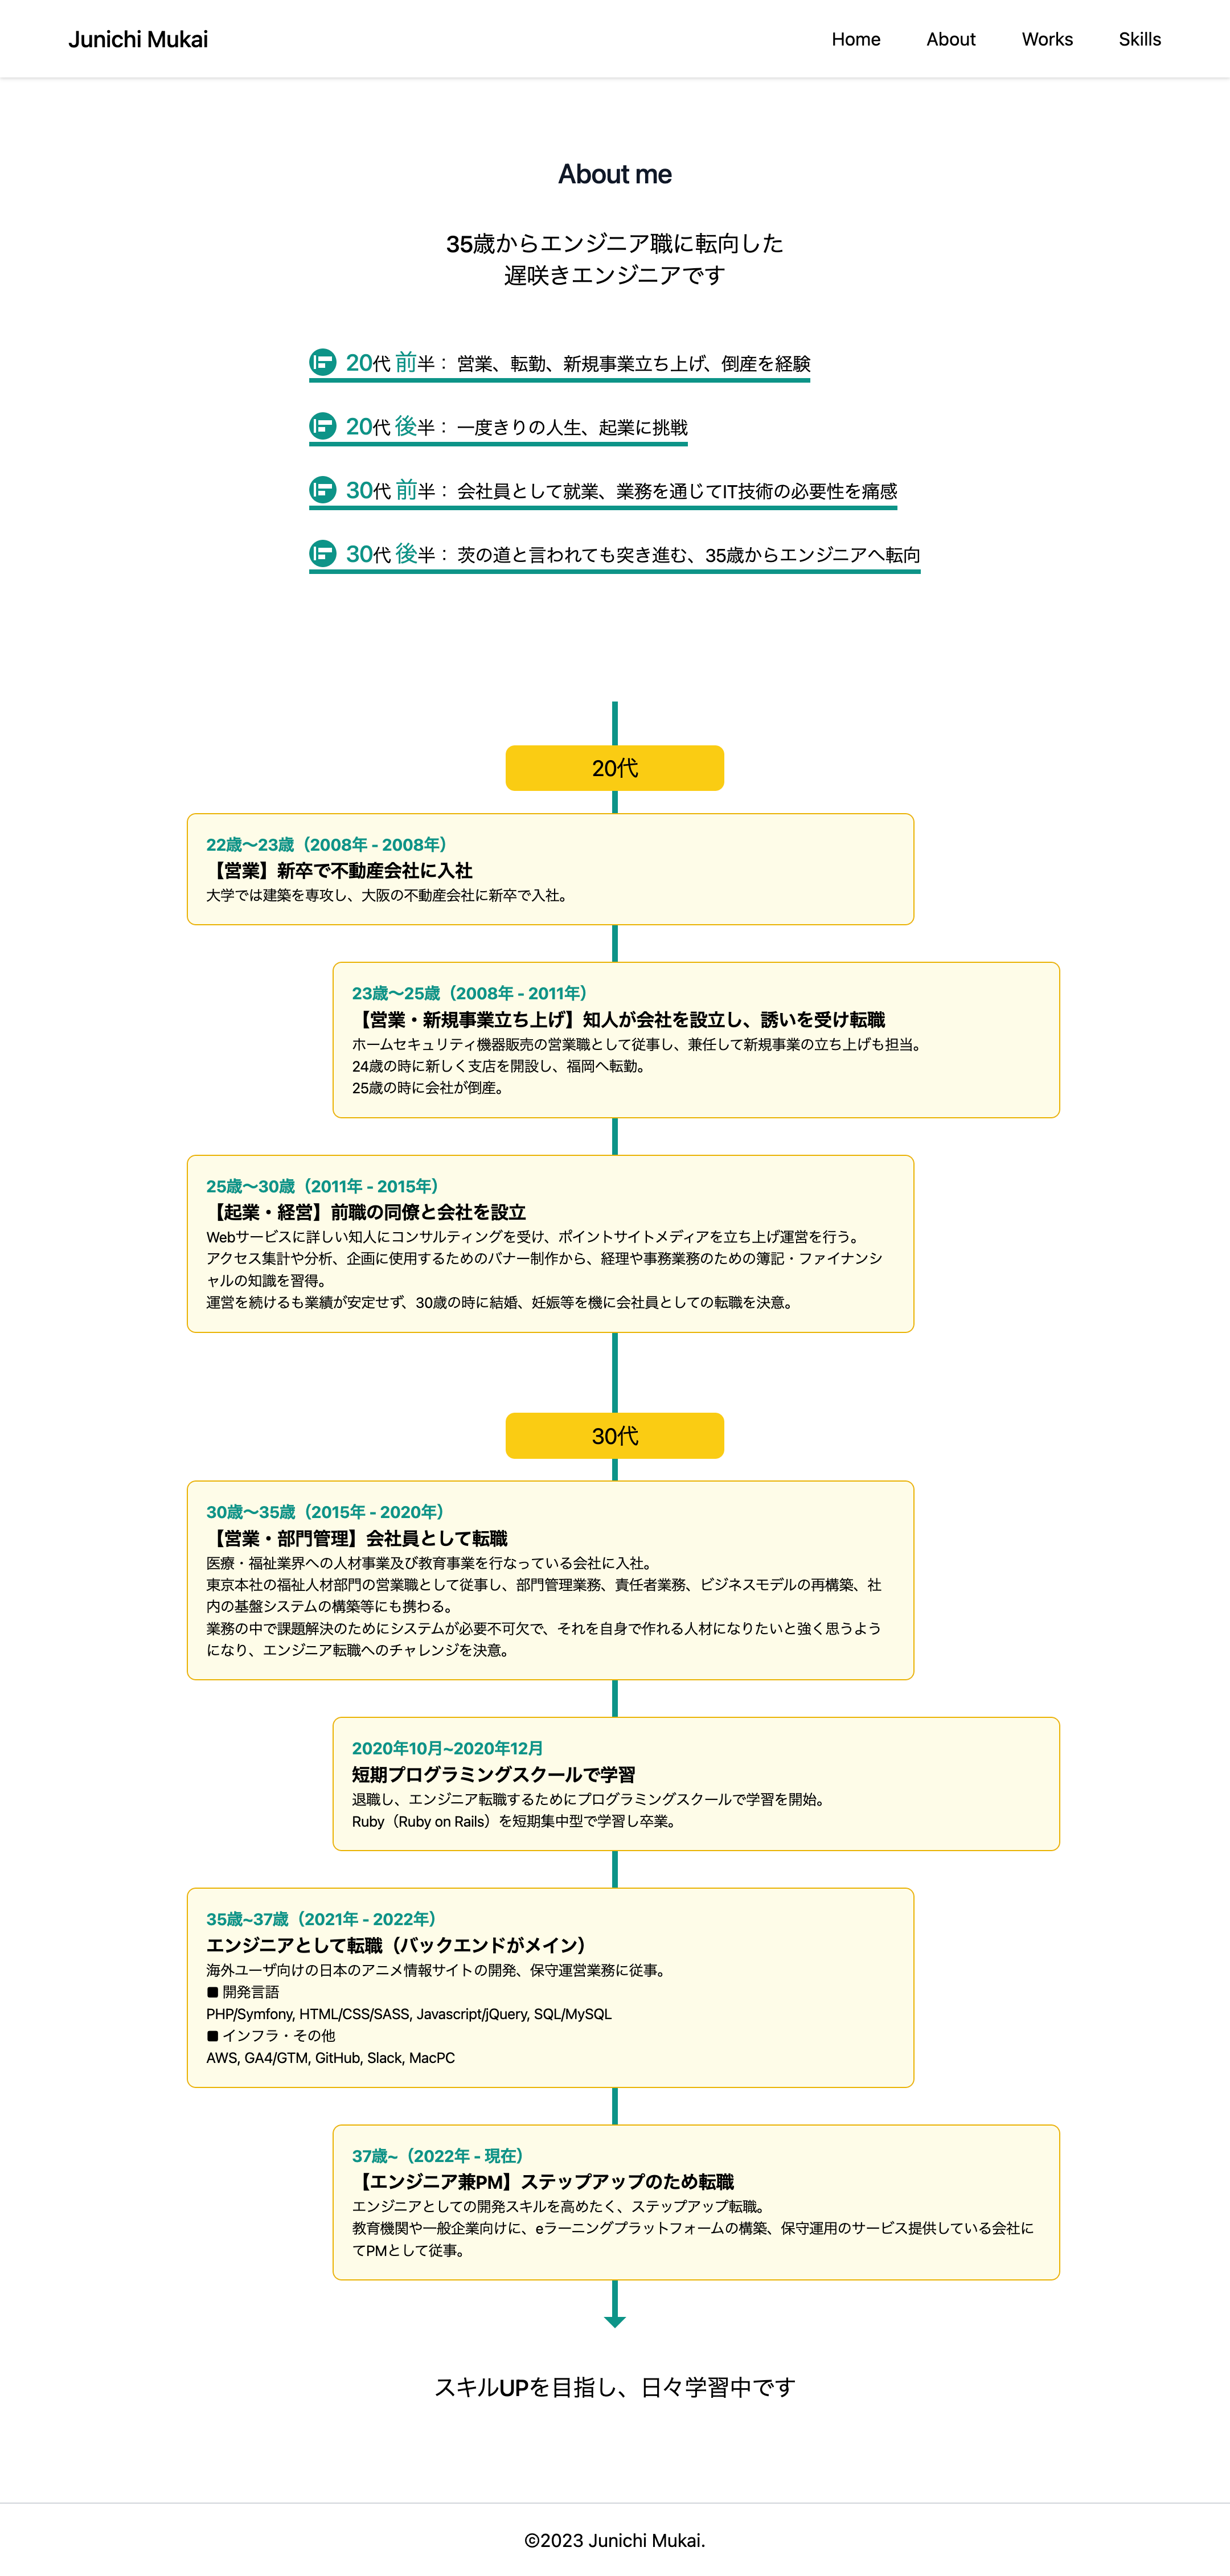 Junichi Mukai
Home
About
Works
Skills
About me
35歳からエンジニア職に転向した
遅咲きエンジニアです
20代 前半： 営業、転勤、新規事業立ち上げ、倒産を経験
20代 後半： 一度きりの人生、起業に挑戦
30代 前半： 会社員として就業、業務を通じてIT技術の必要性を痛感
30代 後半： 茨の道と言われても突き進む、35歳からエンジニアへ転向
20代
22歳〜23歳（2008年 - 2008年）
【営業】新卒で不動産会社に入社
大学では建築を専攻し、大阪の不動産会社に新卒で入社。
23歳〜25歳（2008年 - 2011年）
【営業・新規事業立ち上げ】知人が会社を設立し、誘いを受け転職
ホームセキュリティ機器販売の営業職として従事し、兼任して新規事業の立ち上げも担当。
24歳の時に新しく支店を開設し、福岡へ転勤。
25歳の時に会社が倒産。
25歳〜30歳（2011年 - 2015年）
【起業・経営】前職の同僚と会社を設立
Webサービスに詳しい知人にコンサルティングを受け、ポイントサイトメディアを立ち上げ運営を行う。
アクセス集計や分析、企画に使用するためのバナー制作から、経理や事務業務のための簿記・ファイナンシ
ャルの知識を習得。
運営を続けるも業績が安定せず、30歳の時に結婚、妊娠等を機に会社員としての転職を決意。
30代
30歳〜35歳（2015年 - 2020年）
【営業・部門管理】会社員として転職
医療・福祉業界への人材事業及び教育事業を行なっている会社に入社。
東京本社の福祉人材部門の営業職として従事し、部門管理業務、責任者業務、ビジネスモデルの再構築、社
内の基盤システムの構築等にも携わる。
業務の中で課題解決のためにシステムが必要不可欠で、それを自身で作れる人材になりたいと強く思うよう
になり、エンジニア転職へのチャレンジを決意。
2020年10月~2020年12月
短期プログラミングスクールで学習
退職し、エンジニア転職するためにプログラミングスクールで学習を開始。
Ruby（Ruby on Rails）を短期集中型で学習し卒業。
35歳~37歳（2021年 - 2022年）
エンジニアとして転職（バックエンドがメイン）
海外ユーザ向けの日本のアニメ情報サイトの開発、保守運営業務に従事。
■ 開発言語
PHP/Symfony, HTML/CSS/SASS, Javascript/jQuery, SQL/MySQL
■ インフラ・その他
AWS, GA4/GTM, GitHub, Slack, MacPC
37歳~（2022年 - 現在）
【エンジニア兼PM】ステップアップのため転職
エンジニアとしての開発スキルを高めたく、ステップアップ転職。
教育機関や一般企業向けに、eラーニングプラットフォームの構築、保守運用のサービス提供している会社に
てPMとして従事。
スキルUPを目指し、日々学習中です
©2023 Junichi Mukai.